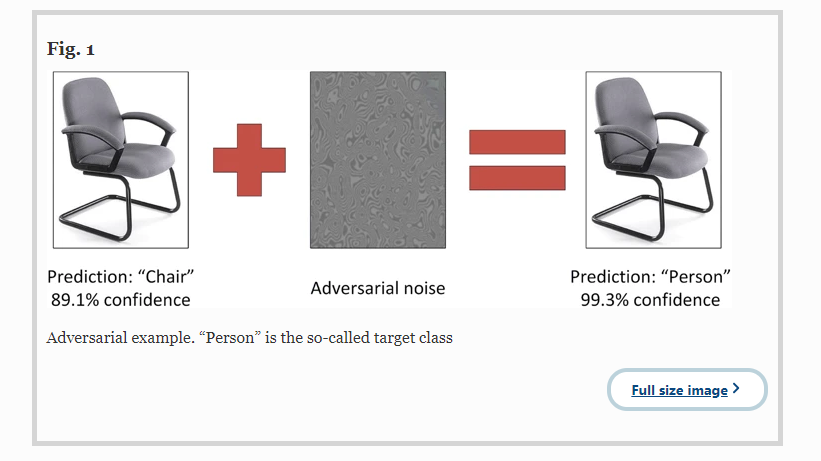 Fig. 1
Prediction: “Chair”
89.1% confidence
Adversarial noise
Prediction: “Person”
99.3% confidence
Adversarial example. “Person” is the so-called target class
Full size image